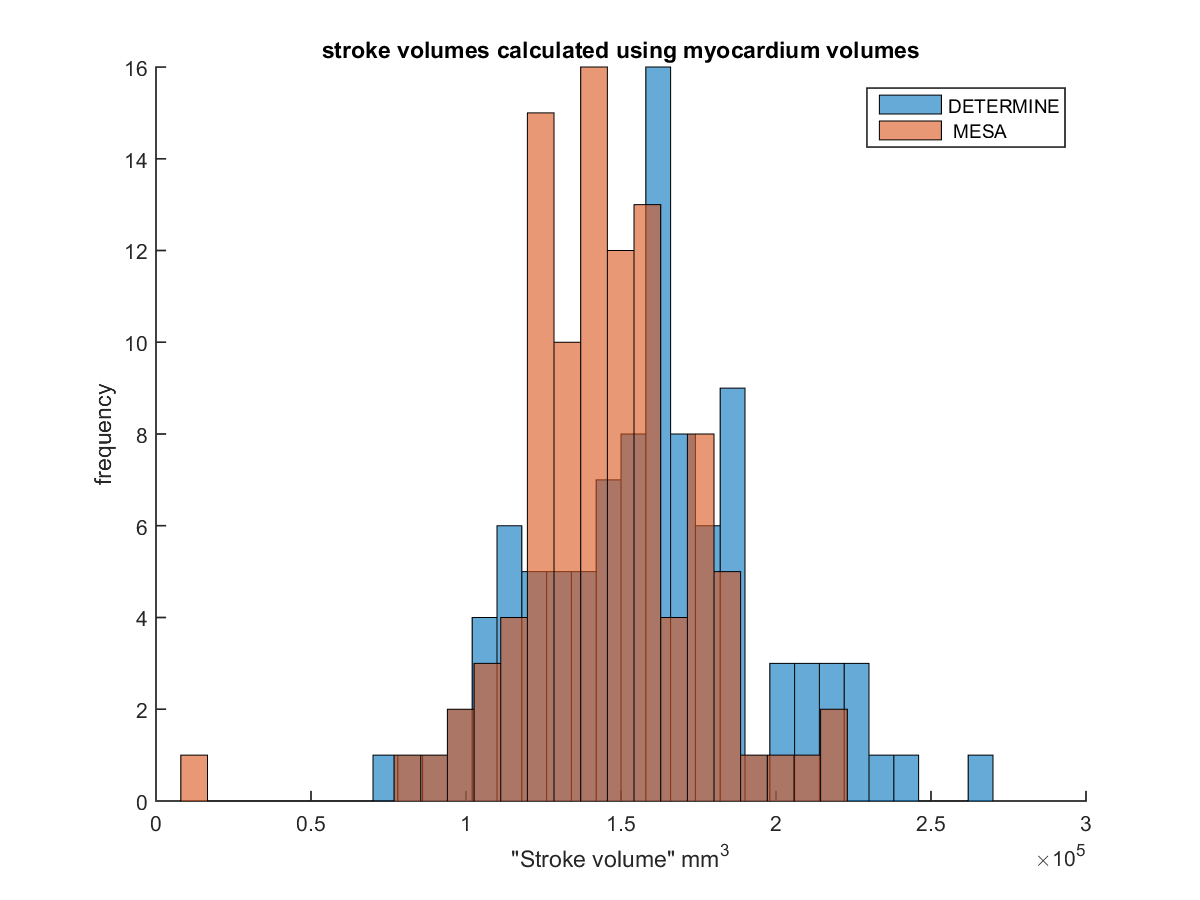 stroke volumes calculated using myocardium volumes
DETERMINE
MESA
16
14
12
10
8
6
4
2
0
frequency
0 0.5 1 1.5 2 2.5 3
"Stroke volume" mm³
×10⁵